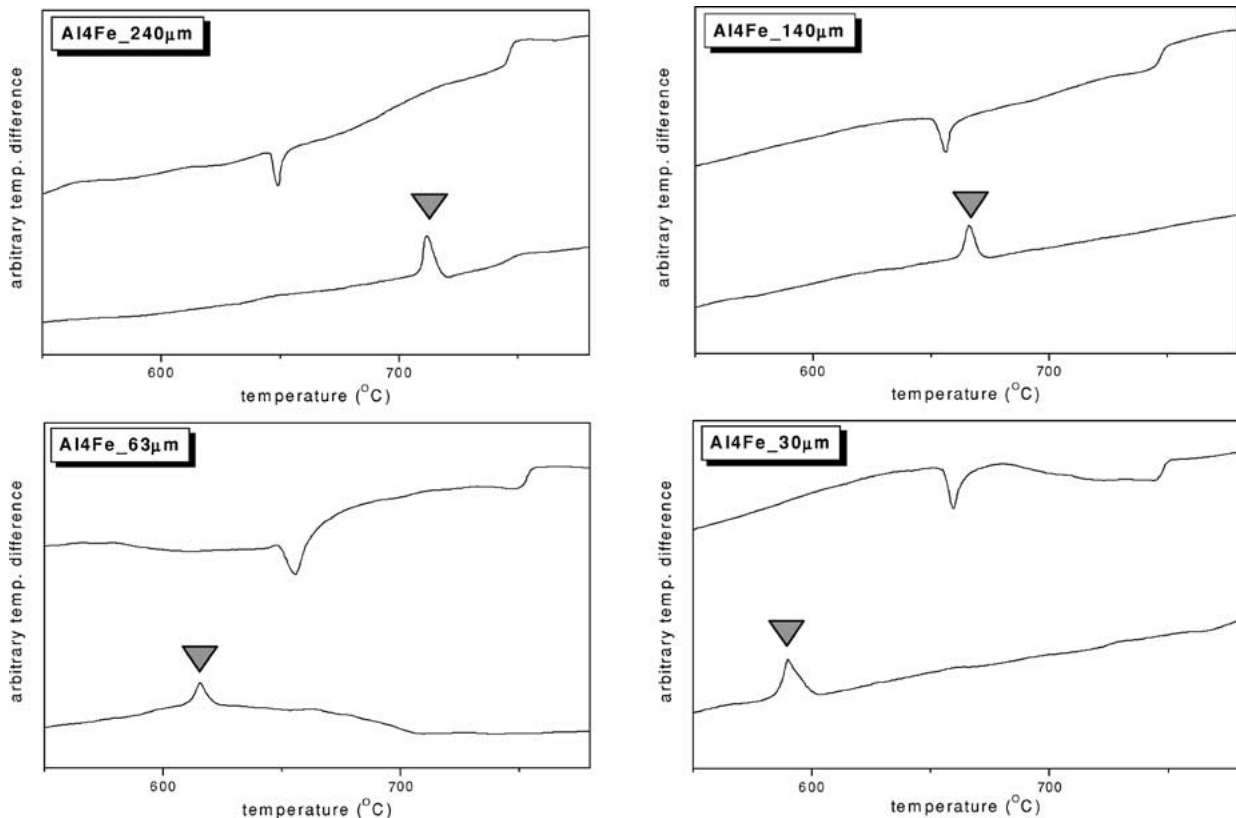 Al4Fe_240μm
arbitrary temp. difference
600
700
temperature (°C)
Al4Fe_140μm
arbitrary temp. difference
600
700
temperature (°C)
Al4Fe_63μm
arbitrary temp. difference
600
700
temperature (°C)
Al4Fe_30μm
arbitrary temp. difference
600
700
temperature (°C)